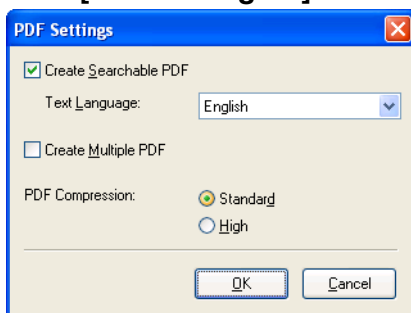 PDF Settings
Create Searchable PDF
Text Language: English
Create Multiple PDF
PDF Compression: Standard
High
OK Cancel